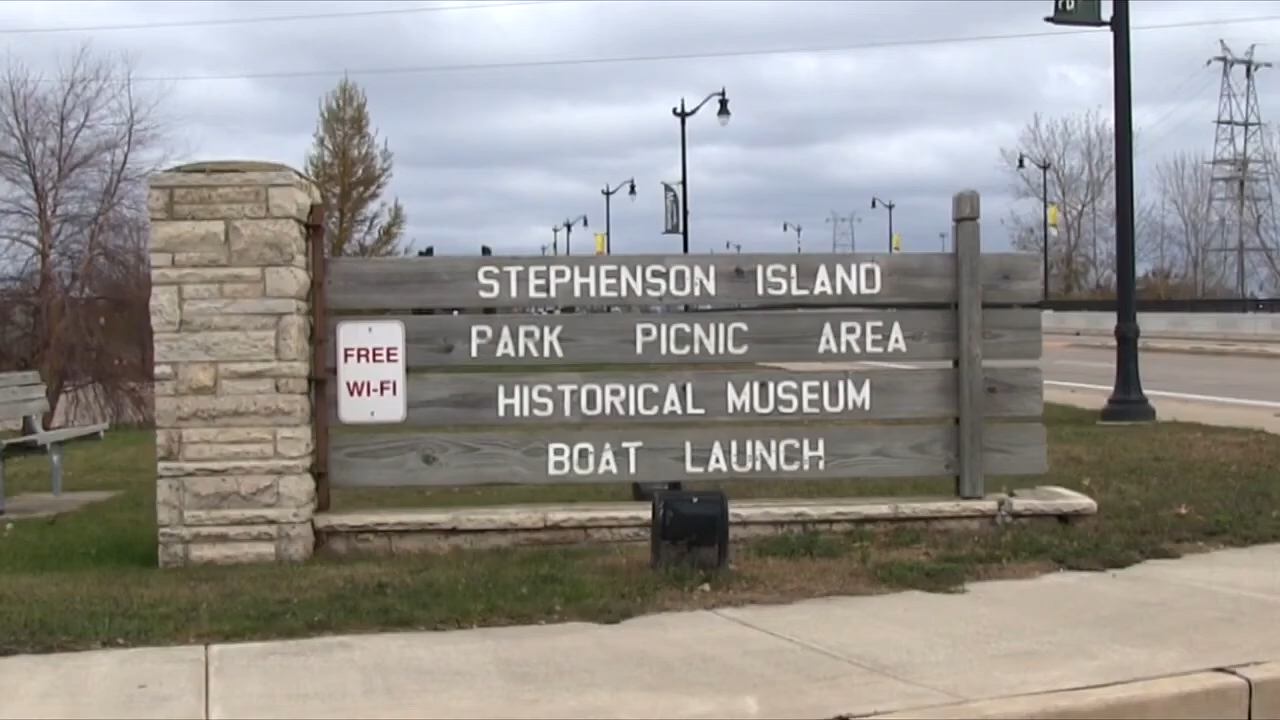 STEPHENSON ISLAND
PARK PICNIC AREA
HISTORICAL MUSEUM
BOAT LAUNCH
FREE
WI-FI